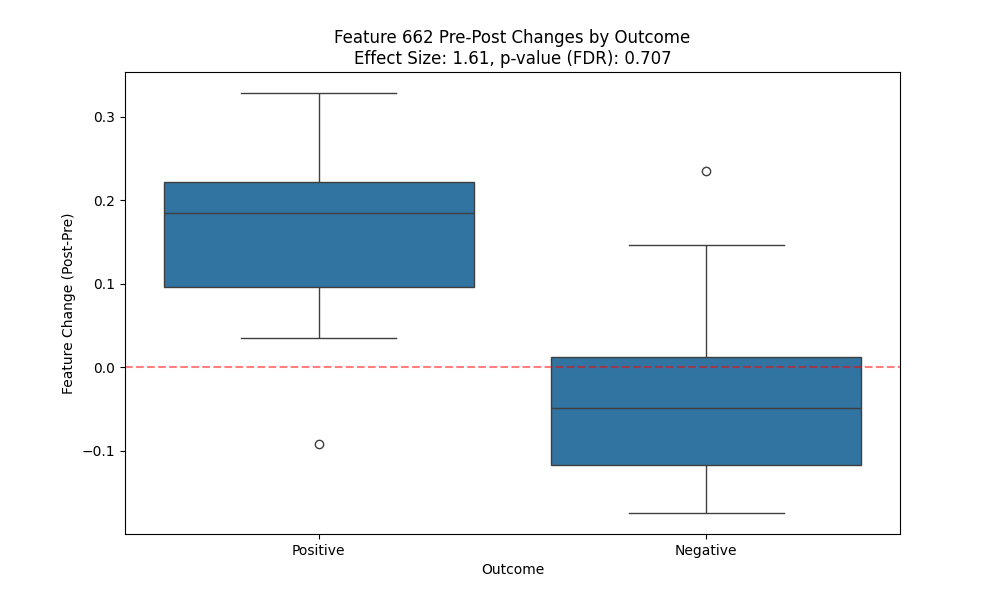 Feature 662 Pre-Post Changes by Outcome
Effect Size: 1.61, p-value (FDR): 0.707
Feature Change (Post-Pre)
0.3
0.2
0.1
0.0
−0.1
Positive
Negative
Outcome